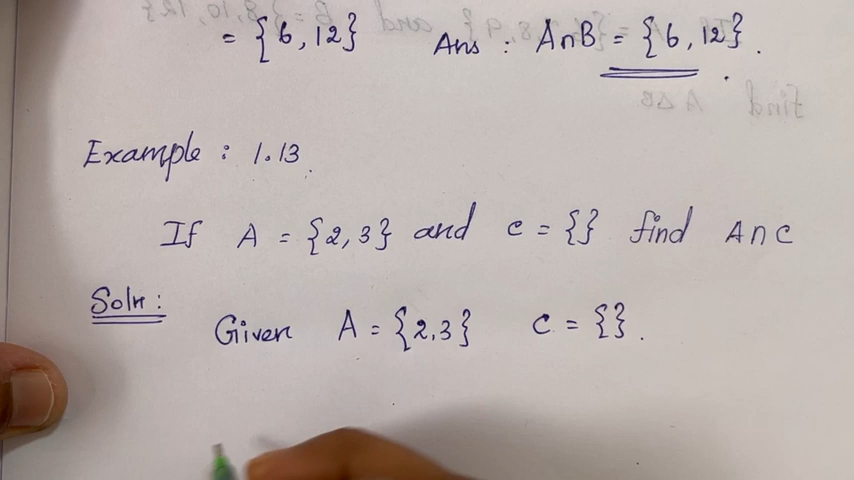 = {6, 12} Ans : A∩B = {6, 12}.
Example : 1.13.
If A = {2, 3} and c = {} find A∩C
Soln :
Given A = {2,3} C = {}.